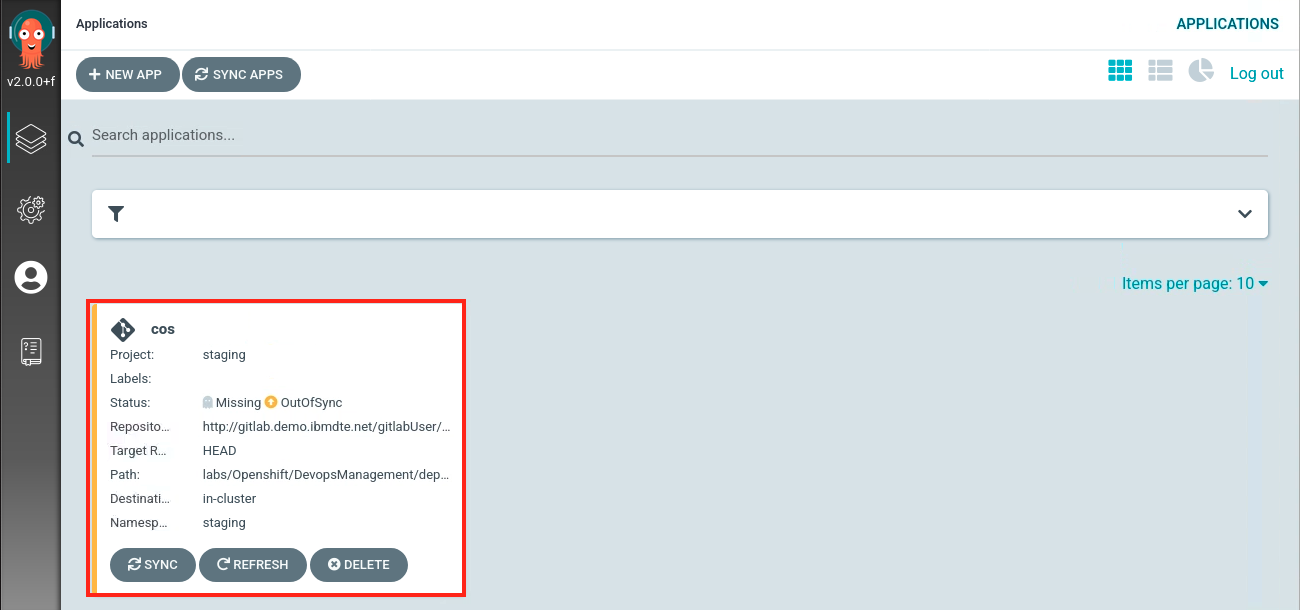 Applications
APPLICATIONS
NEW APP
SYNC APPS
Log out
v2.0.0+f
Search applications...
Items per page: 10
cos
Project: staging
Labels:
Status: Missing OutOfSync
Reposito... http://gitlab.demo.ibmdte.net/gitlabUser/...
Target R... HEAD
Path: labs/Openshift/DevopsManagement/dep...
Destinati... in-cluster
Namesp... staging
SYNC
REFRESH
DELETE